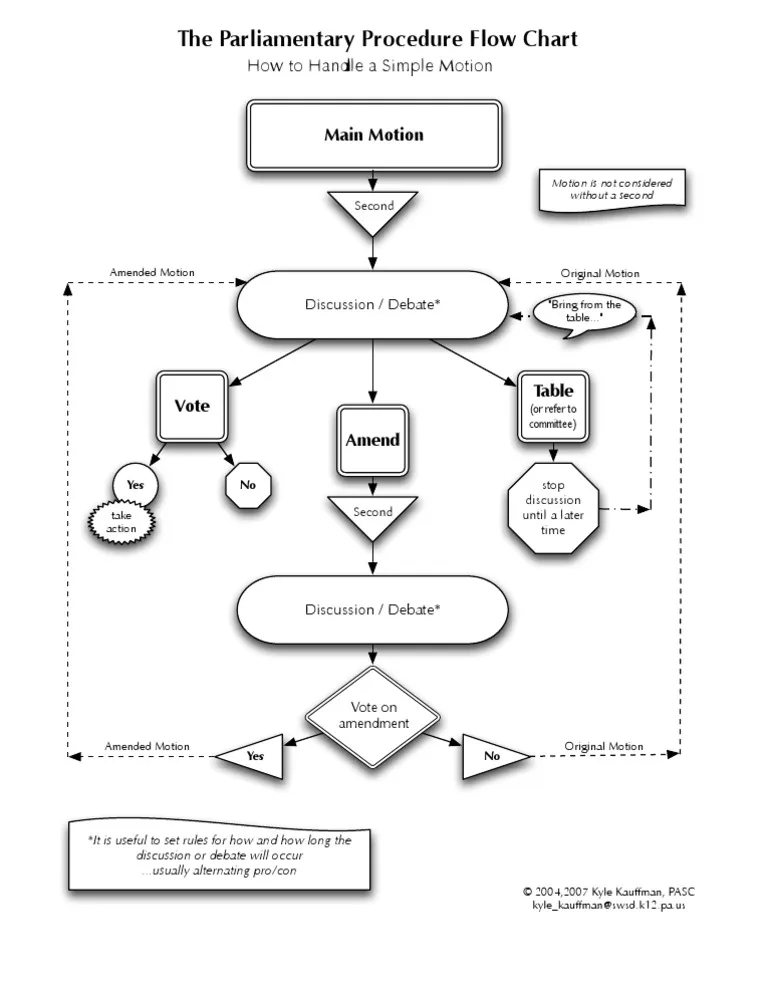 The Parliamentary Procedure Flow Chart
How to Handle a Simple Motion
Main Motion
Motion is not considered
without a second
Second
Amended Motion
Original Motion
Discussion / Debate*
"Bring from the
table..."
Vote
Amend
Table
(or refer to
committee)
Yes
No
take
action
Second
stop
discussion
until a later
time
Discussion / Debate*
Vote on
amendment
Amended Motion
Yes
No
Original Motion
*It is useful to set rules for how and how long the
discussion or debate will occur
...usually alternating pro/con
© 2004,2007 Kyle Kauffman, PASC
kyle_kauffman@swsd.k12.pa.us